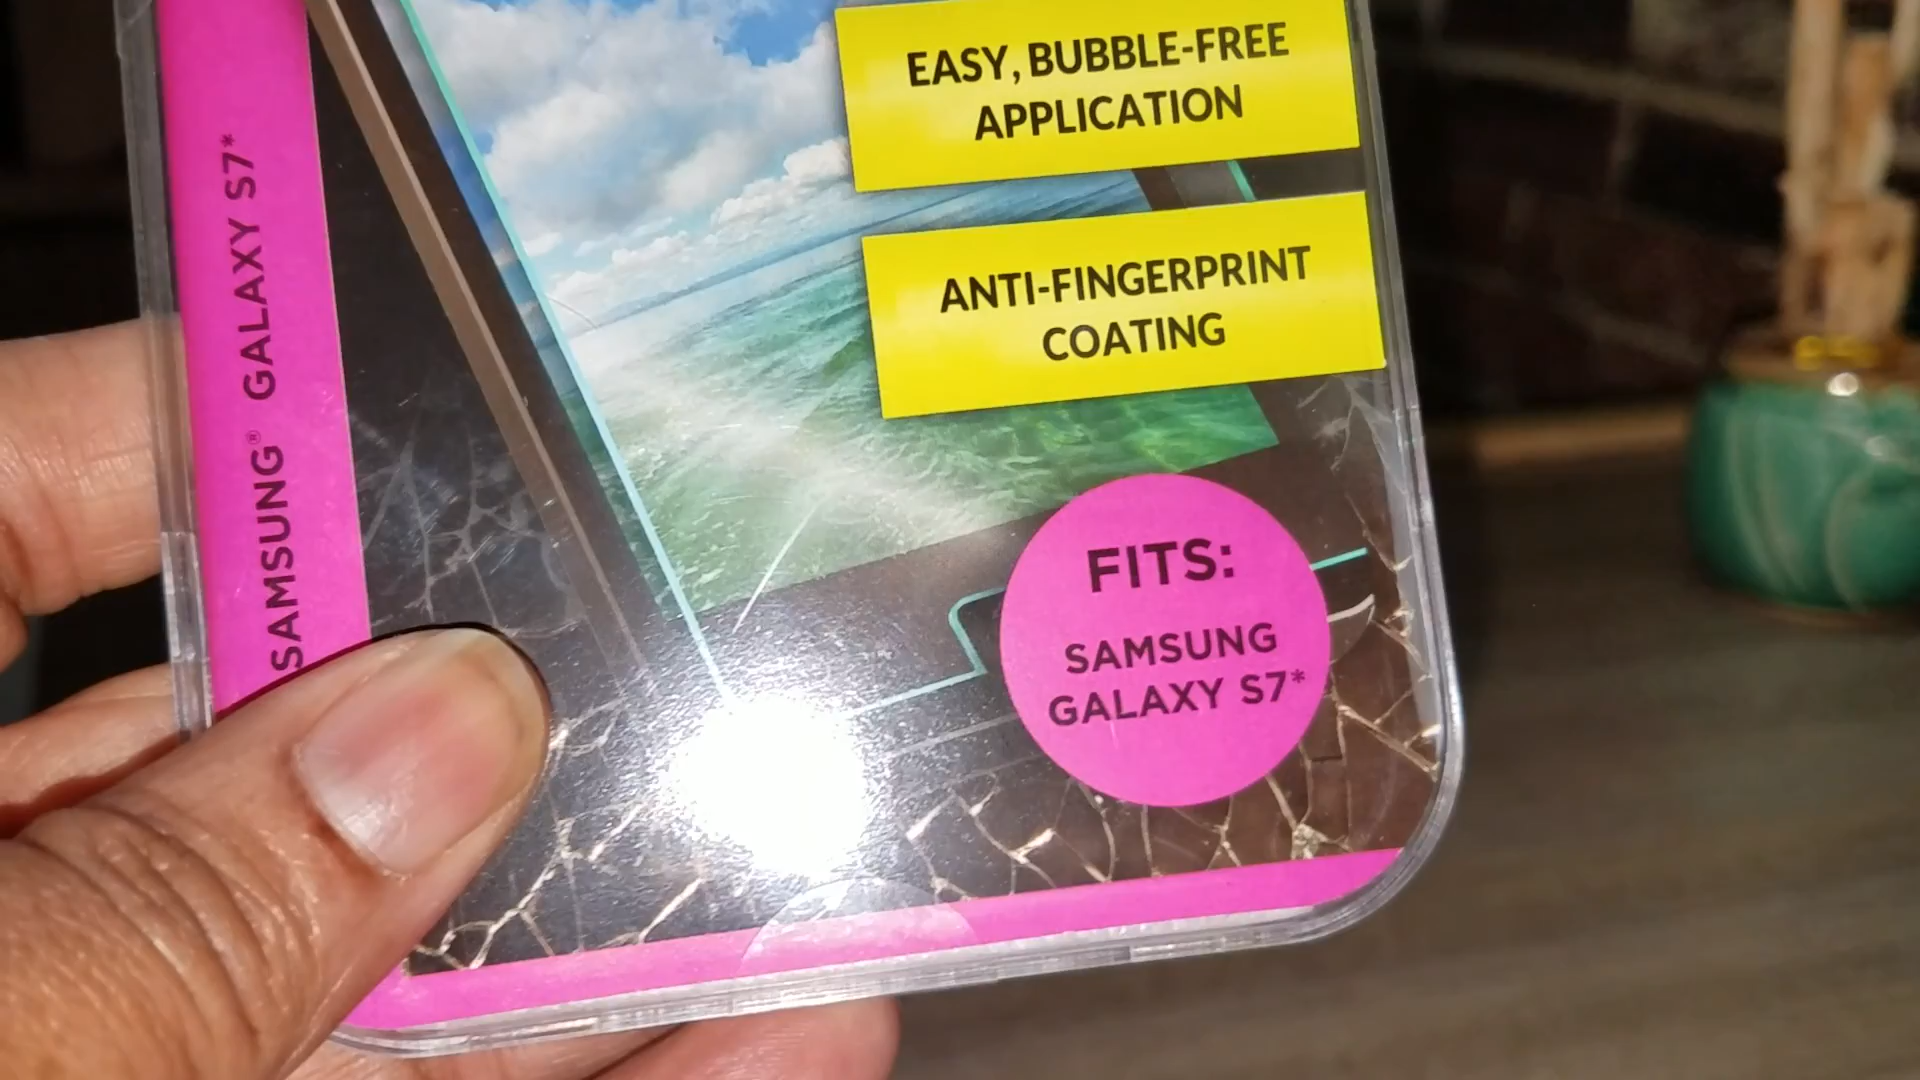 EASY, BUBBLE-FREE
APPLICATION
ANTI-FINGERPRINT
COATING
FITS:
SAMSUNG
GALAXY S7*
SAMSUNG® GALAXY S7*